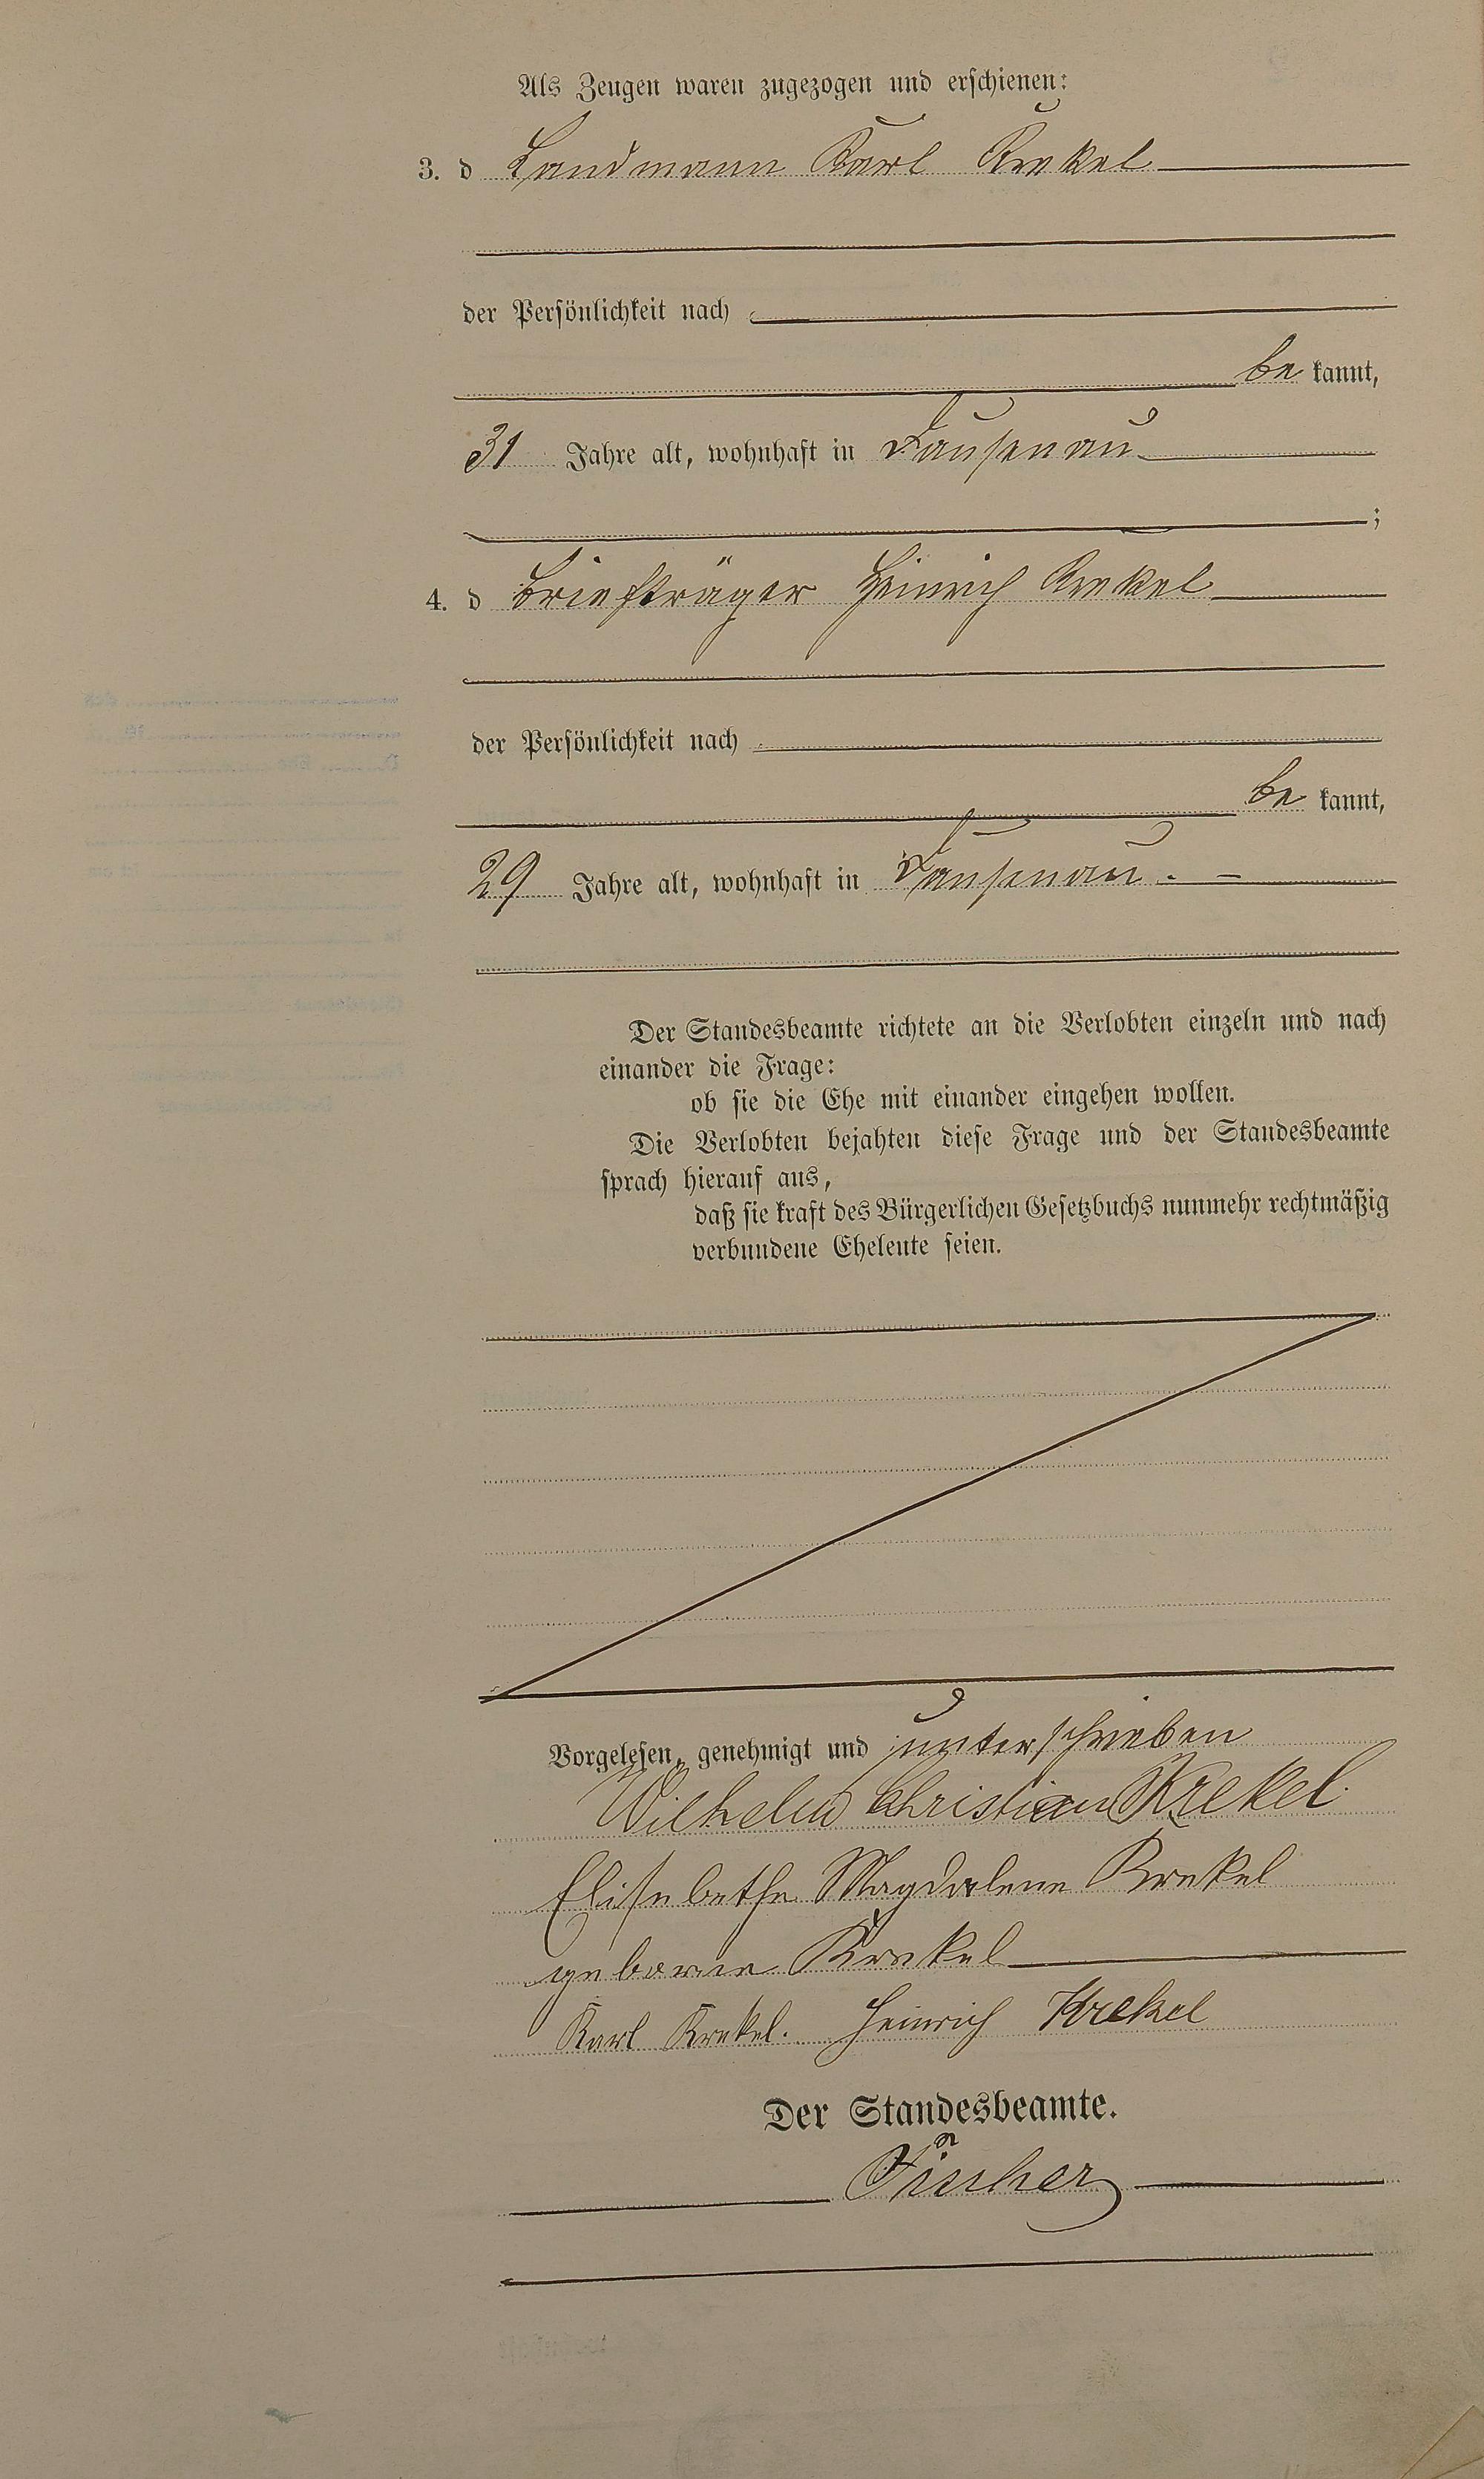 Als Zeugen waren zugezogen und erschienen:
3. d Landmann Karl Krekel
der Persönlichkeit nach
be kannt,
31 Jahre alt, wohnhaft in Dausenau
;
4. d Briefträger Heinrich Krekel
der Persönlichkeit nach
be kannt,
29 Jahre alt, wohnhaft in Dausenau.
Der Standesbeamte richtete an die Verlobten einzeln und nach
einander die Frage:
ob sie die Ehe mit einander eingehen wollen.
Die Verlobten bejahten diese Frage und der Standesbeamte
sprach hierauf aus,
daß sie kraft des Bürgerlichen Gesetzbuchs nunmehr rechtmäßig
verbundene Eheleute seien.
Vorgelesen, genehmigt und unterschrieben
Wilhelm Christian Krekel.
Elisabethe Magdalene Krekel
geborne Krekel
Karl Krekel. Heinrich Krekel
Der Standesbeamte.
Fischer